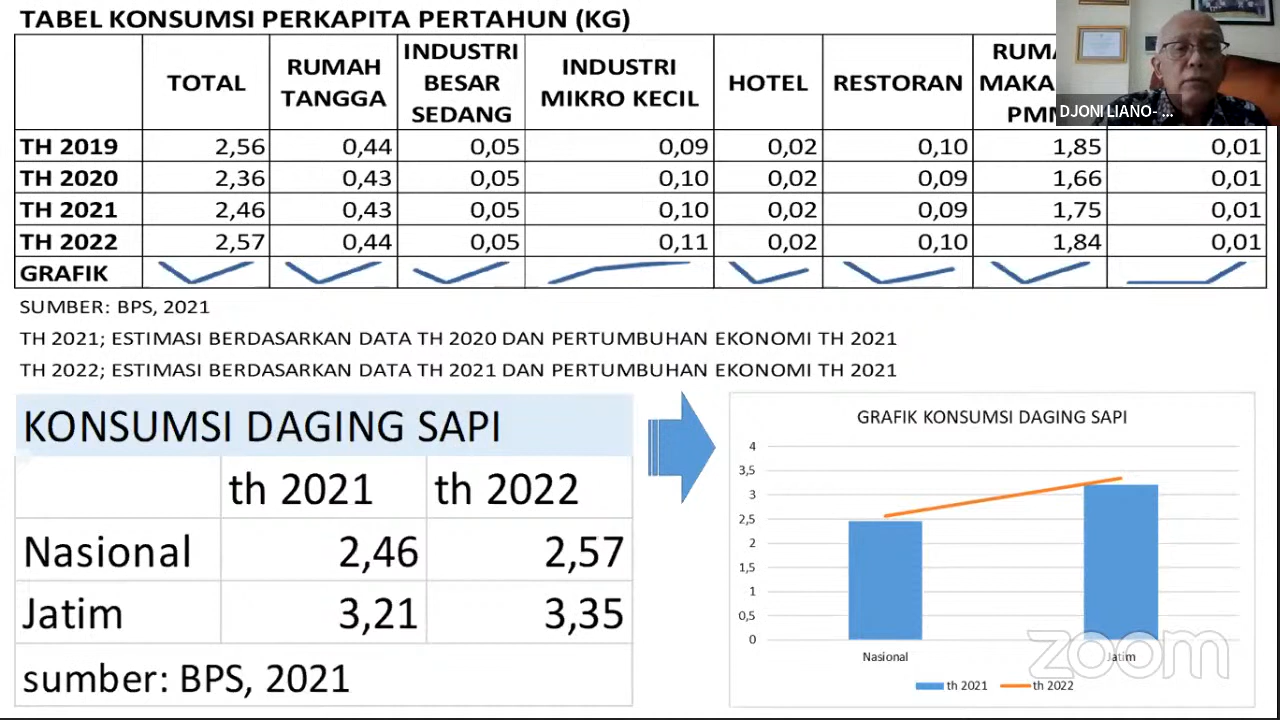 TABEL KONSUMSI PERKAPITA PERTAHUN (KG)
TOTAL RUMAH TANGGA INDUSTRI BESAR SEDANG INDUSTRI MIKRO KECIL HOTEL RESTORAN
TH 2019 2,56 0,44 0,05 0,09 0,02 0,10 1,85 0,01
TH 2020 2,36 0,43 0,05 0,10 0,02 0,09 1,66 0,01
TH 2021 2,46 0,43 0,05 0,10 0,02 0,09 1,75 0,01
TH 2022 2,57 0,44 0,05 0,11 0,02 0,10 1,84 0,01
GRAFIK
SUMBER: BPS, 2021
TH 2021; ESTIMASI BERDASARKAN DATA TH 2020 DAN PERTUMBUHAN EKONOMI TH 2021
TH 2022; ESTIMASI BERDASARKAN DATA TH 2021 DAN PERTUMBUHAN EKONOMI TH 2021
DJONI LIANO- ...
KONSUMSI DAGING SAPI
th 2021 th 2022
Nasional 2,46 2,57
Jatim 3,21 3,35
sumber: BPS, 2021
GRAFIK KONSUMSI DAGING SAPI
4
3,5
3
2,5
2
1,5
1
0,5
0
Nasional Jatim
th 2021 th 2022
zoom